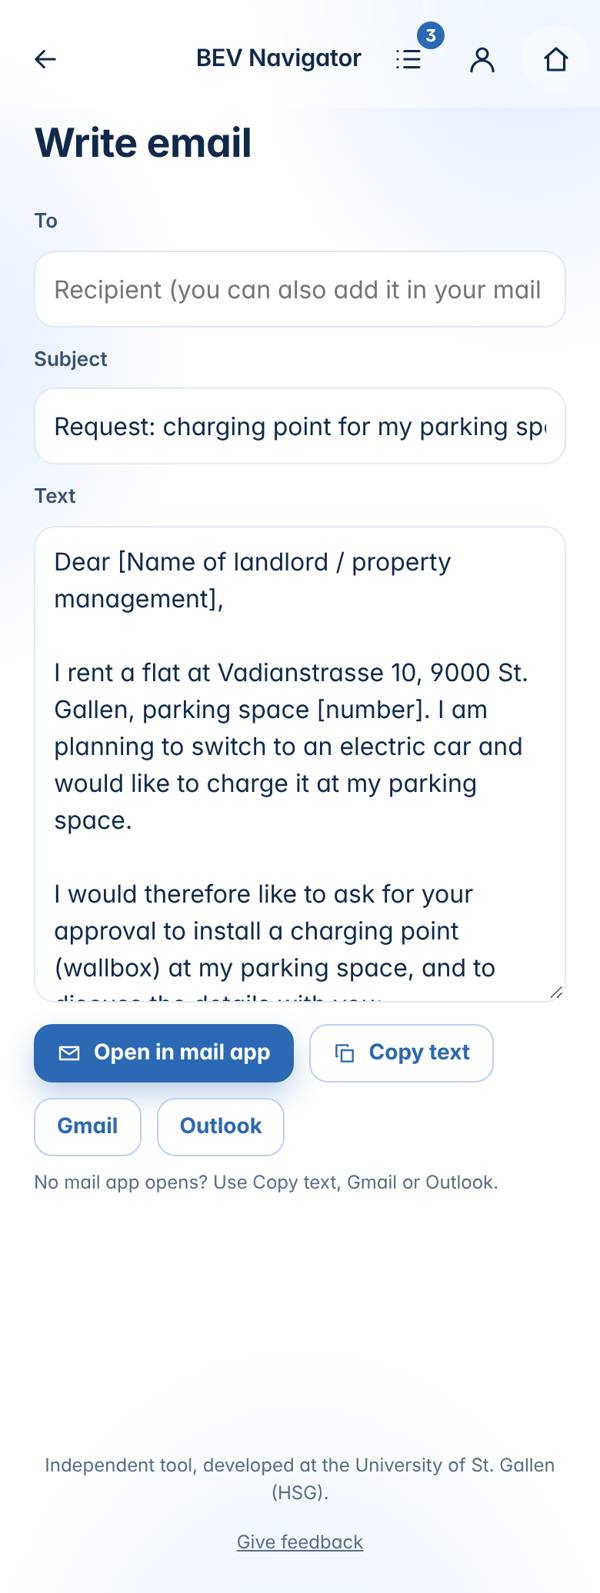 3
BEV Navigator
Write email
To
Recipient (you can also add it in your mail
Subject
Request: charging point for my parking
Text
Dear [Name of landlord / property
management],
I rent a flat at Vadianstrasse 10, 9000 St.
Gallen, parking space [number]. I am
planning to switch to an electric car and
would like to charge it at my parking
space.
I would therefore like to ask for your
approval to install a charging point
(wallbox) at my parking space, and to
Open in mail app
Copy text
Gmail
Outlook
No mail app opens? Use Copy text, Gmail or Outlook.
Independent tool, developed at the University of St. Gallen
(HSG).
Give feedback